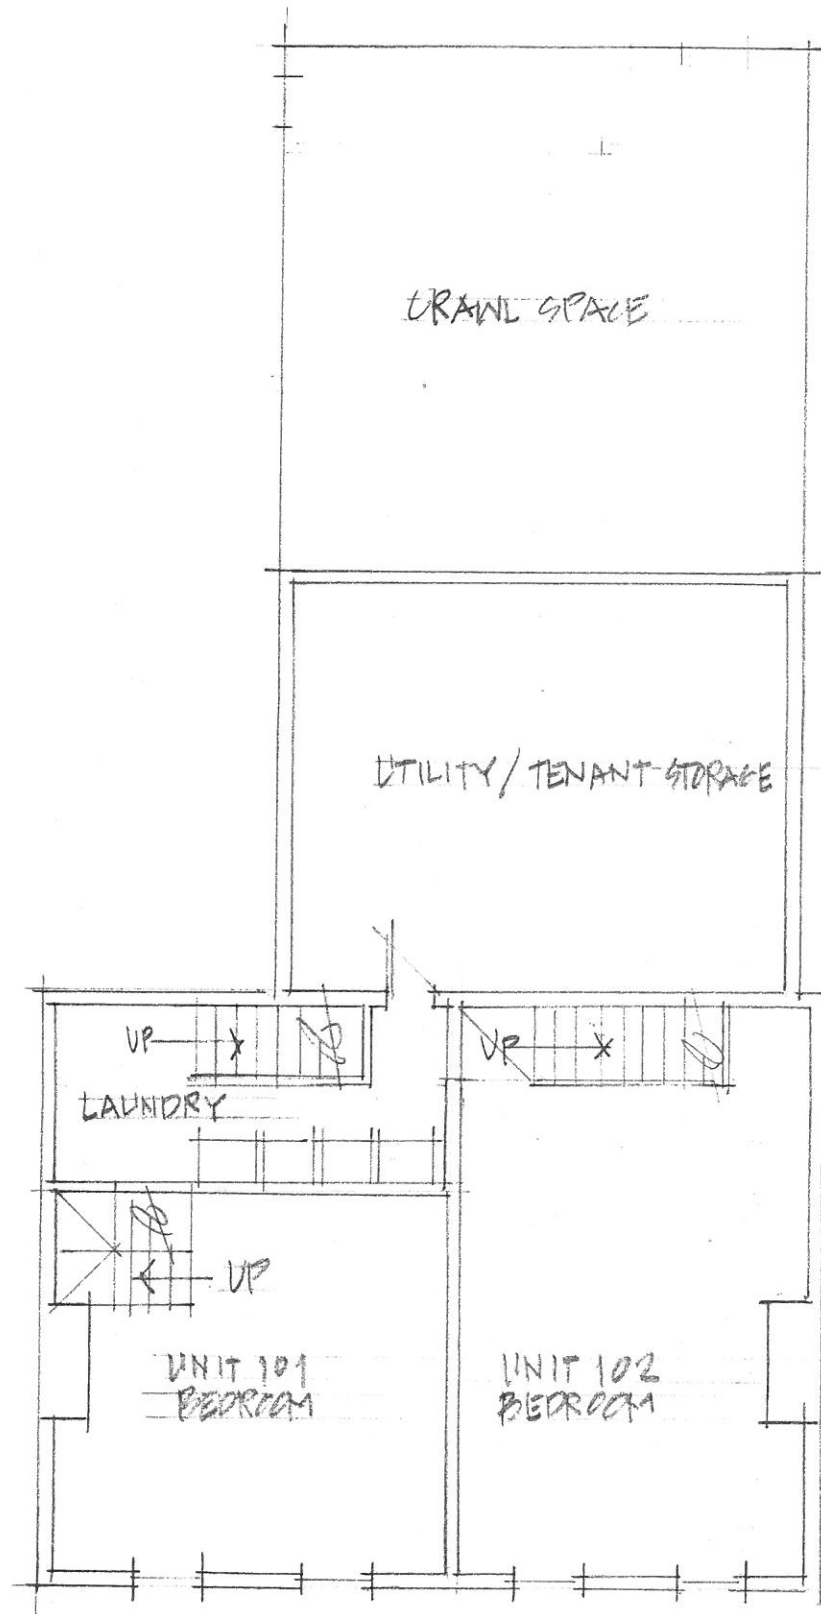 CRAWL SPACE
UTILITY/TENANT STORAGE
UP
UP
LAUNDRY
UP
UNIT 101
BEDROOM
UNIT 102
BEDROOM